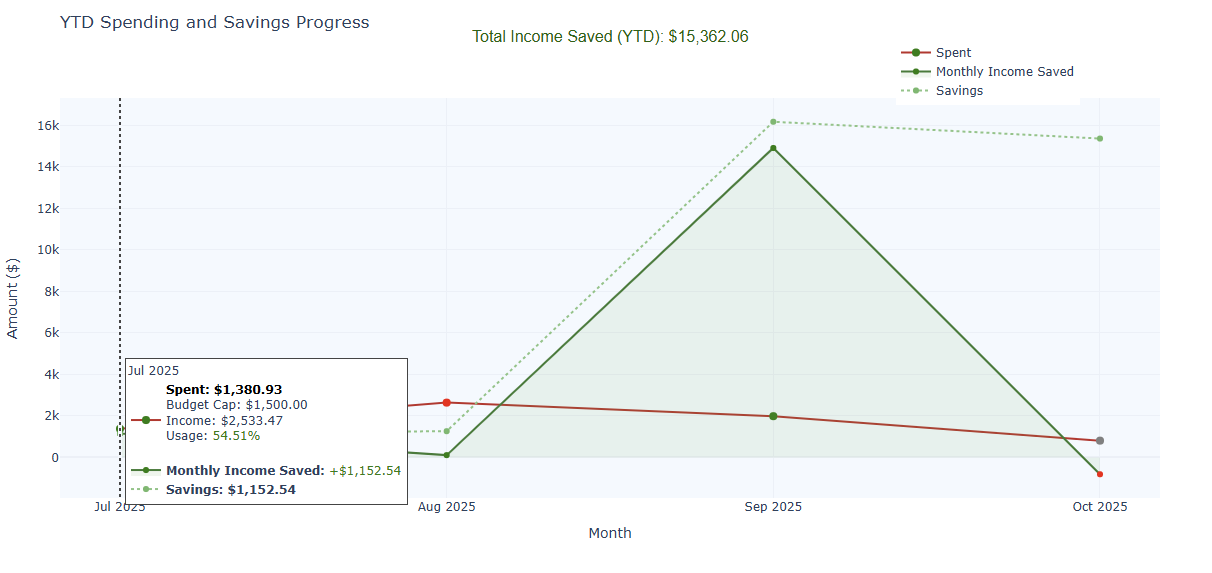 YTD Spending and Savings Progress
Total Income Saved (YTD): $15,362.06
Spent
Monthly Income Saved
Savings
16k
14k
12k
10k
8k
6k
4k
2k
0
Amount ($)
Jul 2025
Spent: $1,380.93
Budget Cap: $1,500.00
Income: $2,533.47
Usage: 54.51%
Monthly Income Saved: +$1,152.54
Savings: $1,152.54
Jul 2025
Aug 2025
Sep 2025
Oct 2025
Month